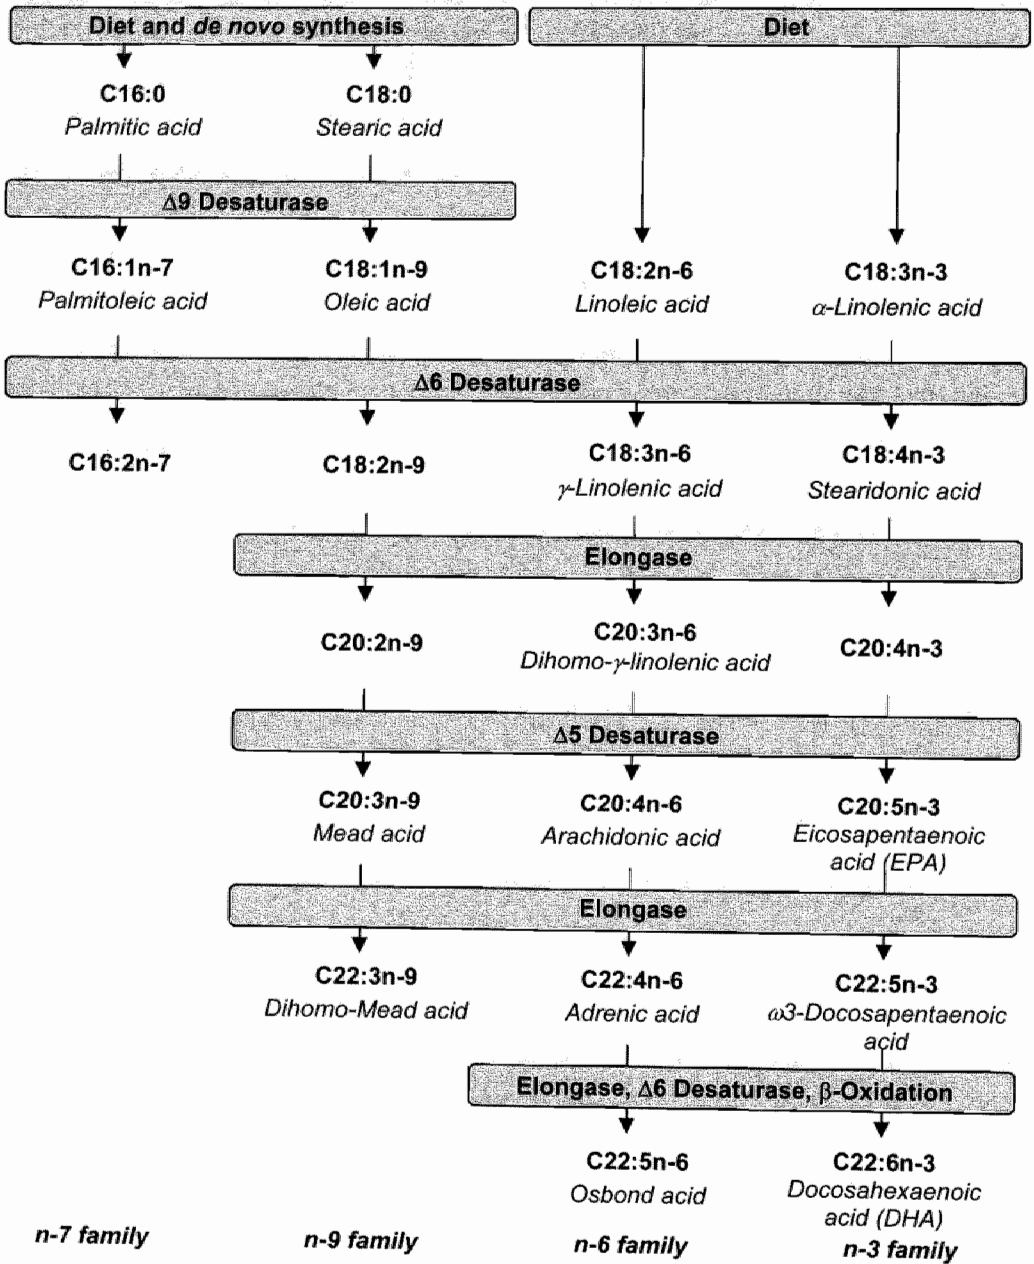 Diet and de novo synthesis
Diet
C16:0
Palmitic acid
C18:0
Stearic acid
Δ9 Desaturase
C16:1n-7
Palmitoleic acid
C18:1n-9
Oleic acid
C18:2n-6
Linoleic acid
C18:3n-3
α-Linolenic acid
Δ6 Desaturase
C16:2n-7
C18:2n-9
C18:3n-6
γ-Linolenic acid
C18:4n-3
Stearidonic acid
Elongase
C20:2n-9
C20:3n-6
Dihomo-γ-linolenic acid
C20:4n-3
Δ5 Desaturase
C20:3n-9
Mead acid
C20:4n-6
Arachidonic acid
C20:5n-3
Eicosapentaenoic
acid (EPA)
Elongase
C22:3n-9
Dihomo-Mead acid
C22:4n-6
Adrenic acid
C22:5n-3
ω3-Docosapentaenoic
acid
Elongase, Δ6 Desaturase, β-Oxidation
C22:5n-6
Osbond acid
C22:6n-3
Docosahexaenoic
acid (DHA)
n-7 family
n-9 family
n-6 family
n-3 family